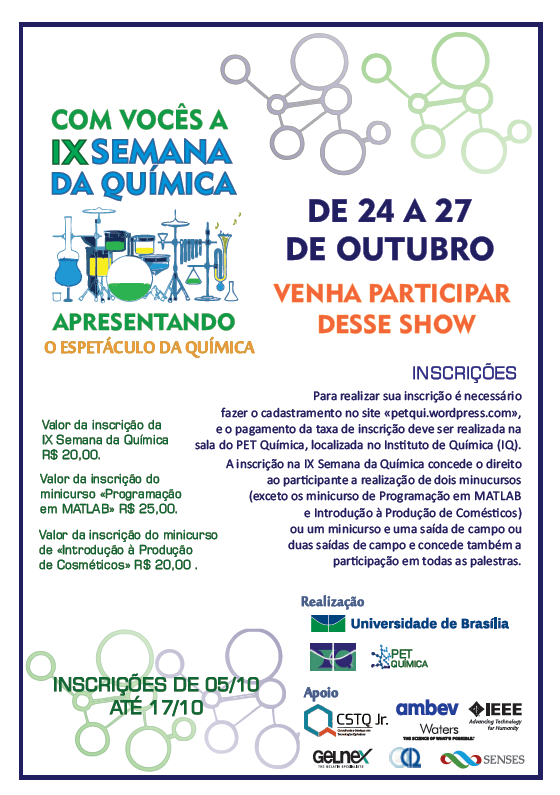 COM VOCÊS A
IX SEMANA
DA QUÍMICA
APRESENTANDO
O ESPETÁCULO DA QUÍMICA
DE 24 A 27
DE OUTUBRO
VENHA PARTICIPAR
DESSE SHOW
INSCRIÇÕES
Para realizar sua inscrição é necessário
fazer o cadastramento no site «petqui.wordpress.com»,
e o pagamento da taxa de inscrição deve ser realizada na
sala do PET Química, localizada no Instituto de Química (IQ).
A inscrição na IX Semana da Química concede o direito
ao participante a realização de dois minucursos
(exceto os minicurso de Programação em MATLAB
e Introdução à Produção de Comésticos)
ou um minicurso e uma saída de campo ou
duas saídas de campo e concede também a
participação em todas as palestras.
Valor da inscrição da
IX Semana da Química
R$ 20,00.
Valor da inscrição do
minicurso «Programação
em MATLAB» R$ 25,00.
Valor da inscrição do minicurso
de «Introdução à Produção
de Cosméticos» R$ 20,00 .
INSCRIÇÕES DE 05/10
ATÉ 17/10
Realização
Universidade de Brasília
IQ
PET
QUÍMICA
Apoio
CSTQ Jr.
ambev
IEEE
Advancing Technology
for Humanity
Waters
THE SCIENCE OF WHAT'S POSSIBLE.
GELNEX
THE GELATIN SPECIALISTS
SENSES